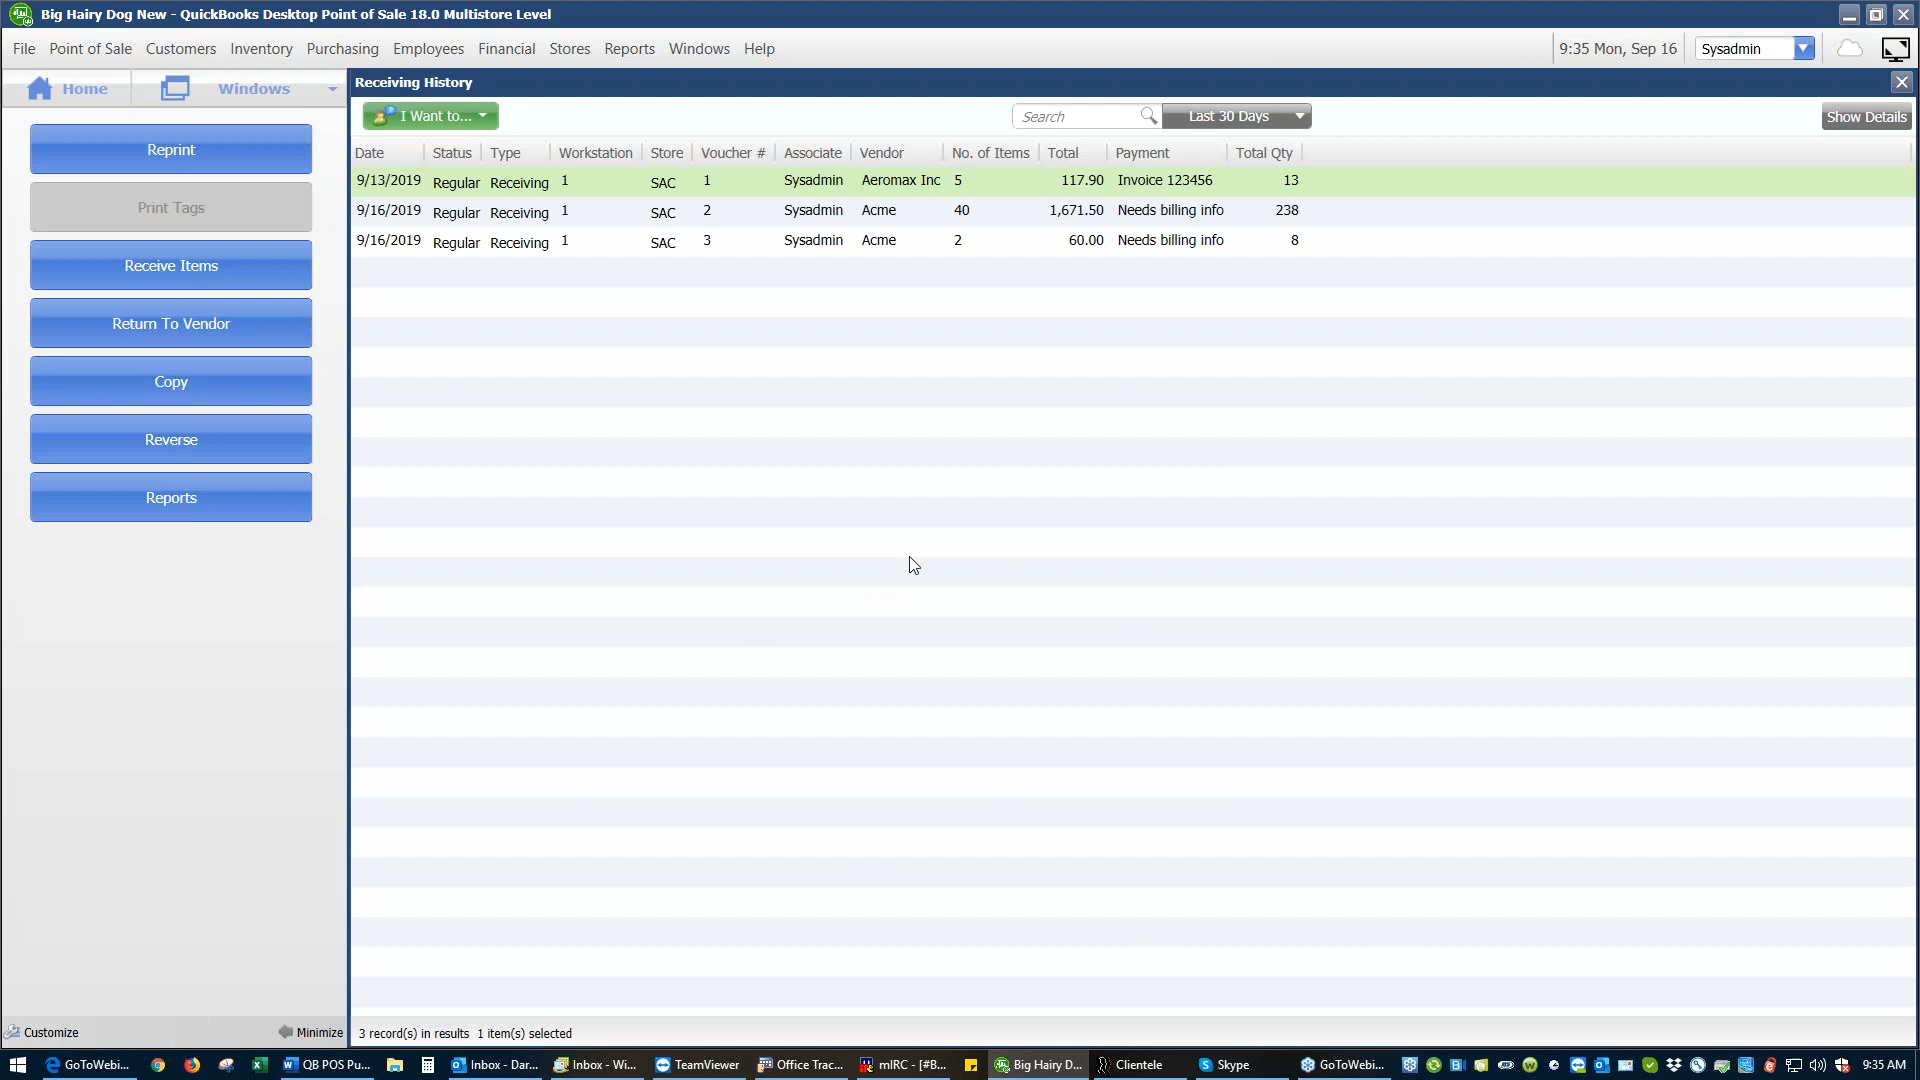 Big Hairy Dog New - QuickBooks Desktop Point of Sale 18.0 Multistore Level
File Point of Sale Customers Inventory Purchasing Employees Financial Stores Reports Windows Help 9:35 Mon, Sep 16 Sysadmin
Home Windows Receiving History
I Want to... Search Last 30 Days Show Details
Date Status Type Workstation Store Voucher # Associate Vendor No. of Items Total Payment Total Qty
9/13/2019 Regular Receiving 1 SAC 1 Sysadmin Aeromax Inc 5 117.90 Invoice 123456 13
9/16/2019 Regular Receiving 1 SAC 2 Sysadmin Acme 40 1,671.50 Needs billing info 238
9/16/2019 Regular Receiving 1 SAC 3 Sysadmin Acme 2 60.00 Needs billing info 8
Reprint
Print Tags
Receive Items
Return To Vendor
Copy
Reverse
Reports
Customize Minimize 3 record(s) in results 1 item(s) selected
GoToWebi... QB POS Pu... Inbox - Dar... Inbox - Wi... TeamViewer Office Trac... mIRC - [#B... Big Hairy D... Clientele Skype GoToWebi... 9:35 AM